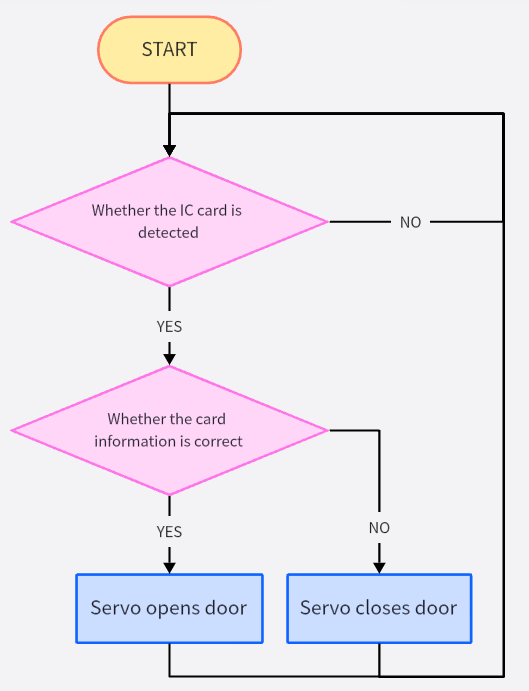 START
Whether the IC card is
detected
NO
YES
Whether the card
information is correct
YES
NO
Servo opens door
Servo closes door